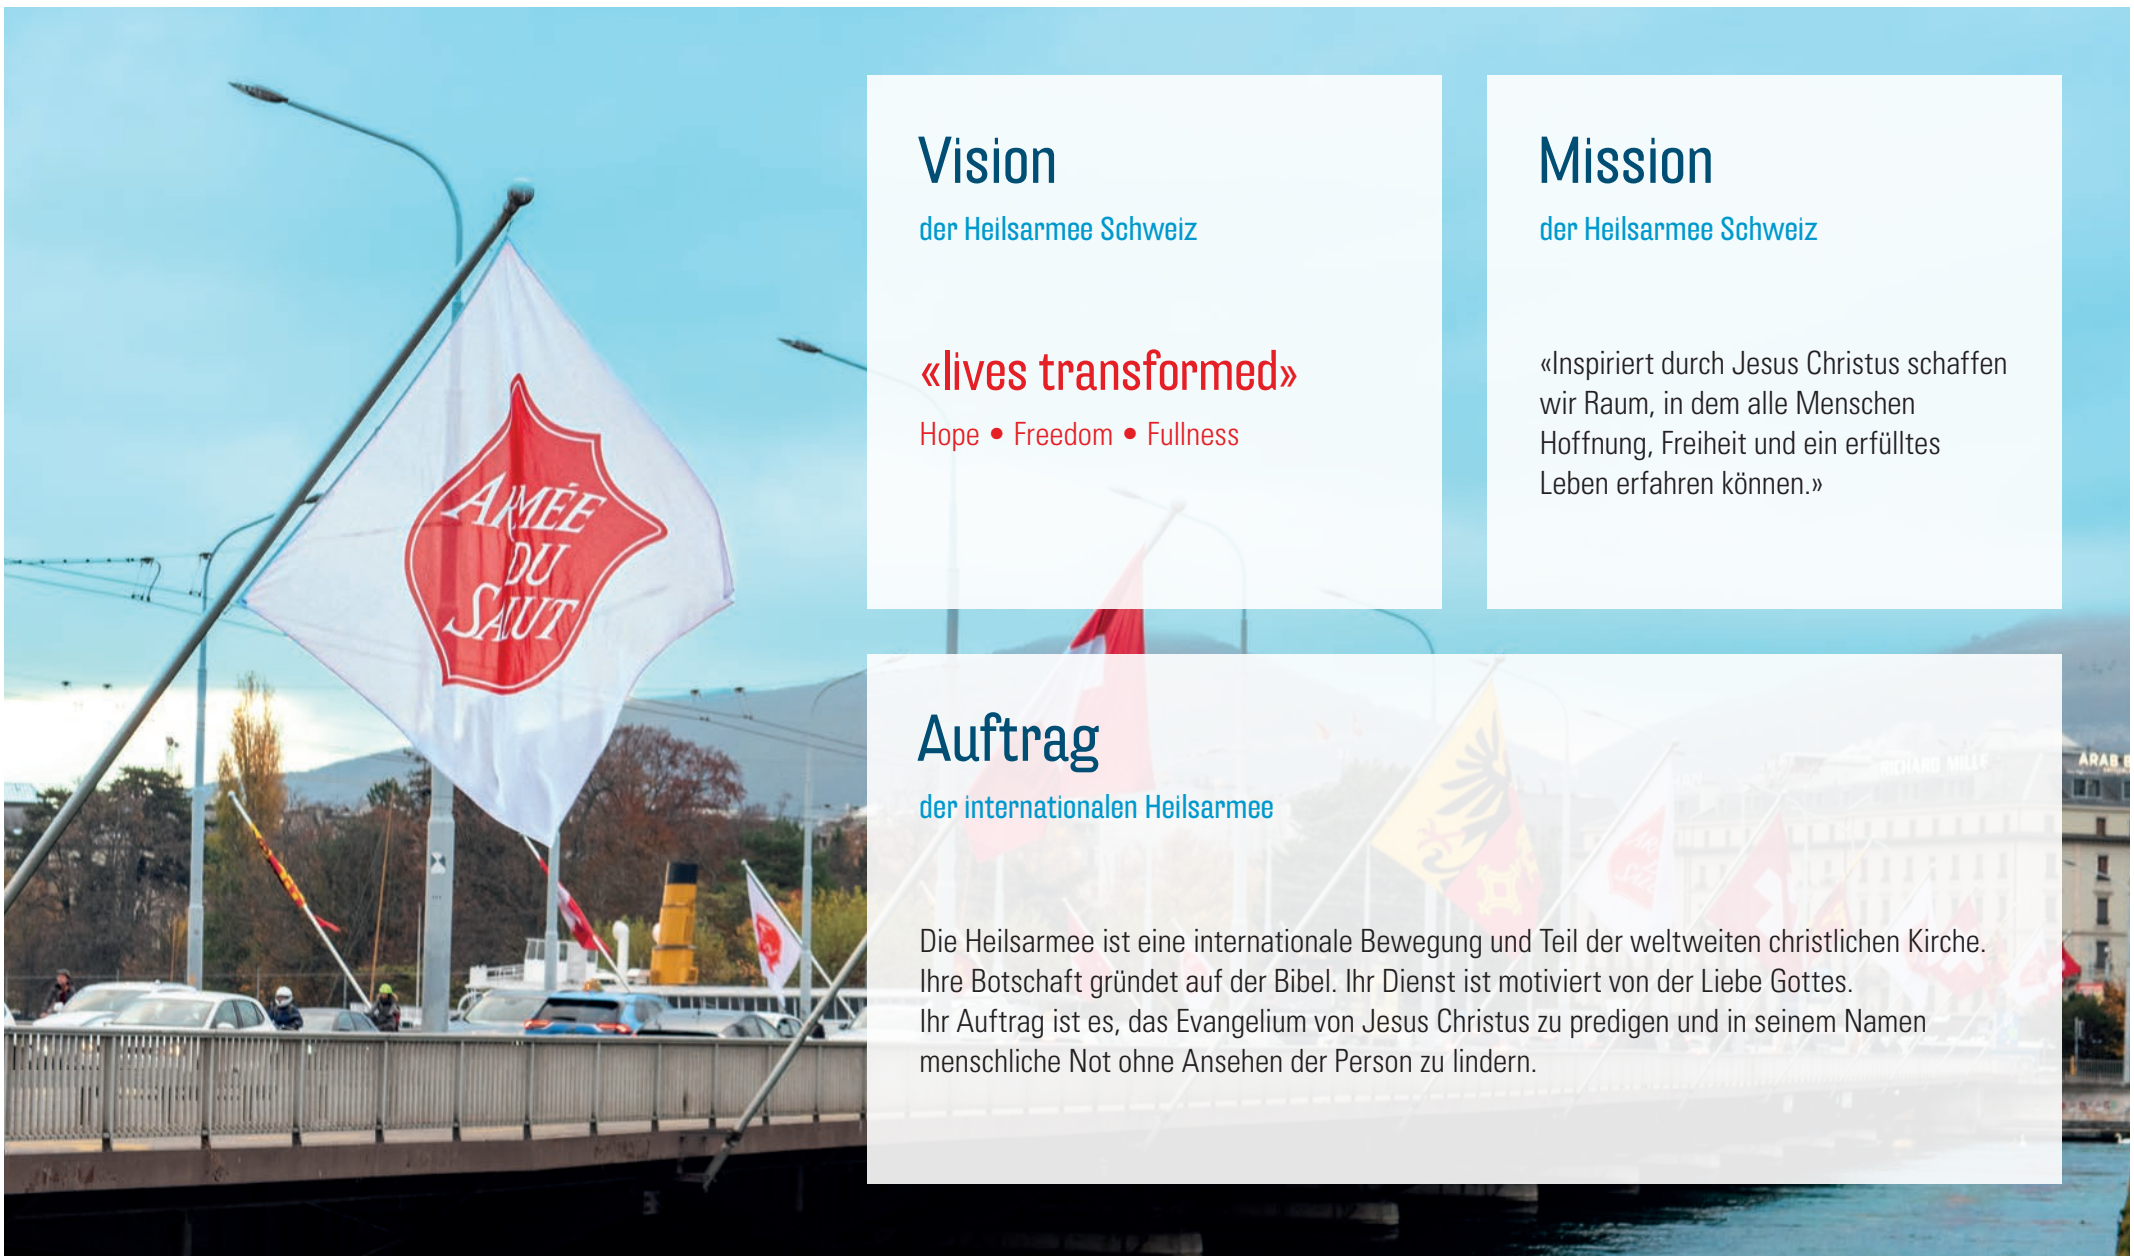 ARMÉE
DU
SALUT
Vision
der Heilsarmee Schweiz
«lives transformed»
Hope • Freedom • Fullness
Mission
der Heilsarmee Schweiz
«Inspiriert durch Jesus Christus schaffen
wir Raum, in dem alle Menschen
Hoffnung, Freiheit und ein erfülltes
Leben erfahren können.»
Auftrag
der internationalen Heilsarmee
Die Heilsarmee ist eine internationale Bewegung und Teil der weltweiten christlichen Kirche.
Ihre Botschaft gründet auf der Bibel. Ihr Dienst ist motiviert von der Liebe Gottes.
Ihr Auftrag ist es, das Evangelium von Jesus Christus zu predigen und in seinem Namen
menschliche Not ohne Ansehen der Person zu lindern.
RICHARD MILLE
ARAB